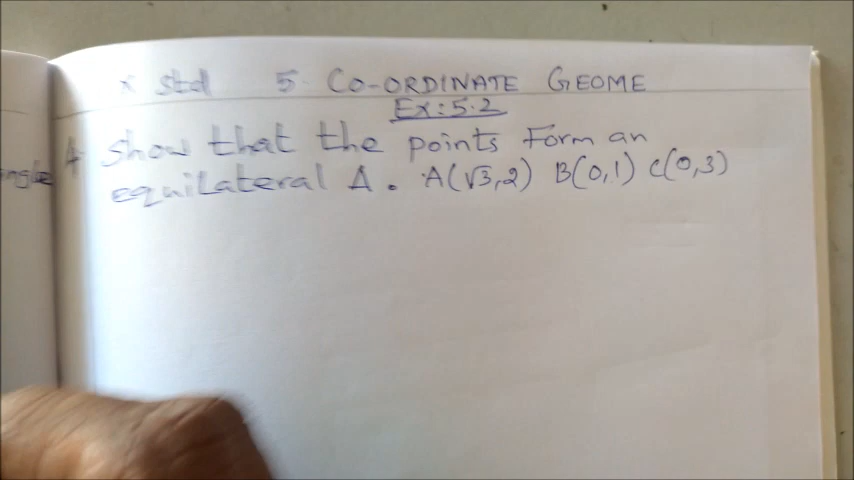 x Std 5. CO-ORDINATE GEOME
Ex: 5.2
4. Show that the points Form an
equilateral Δ. A(√3,2) B(0,1) C(0,3)